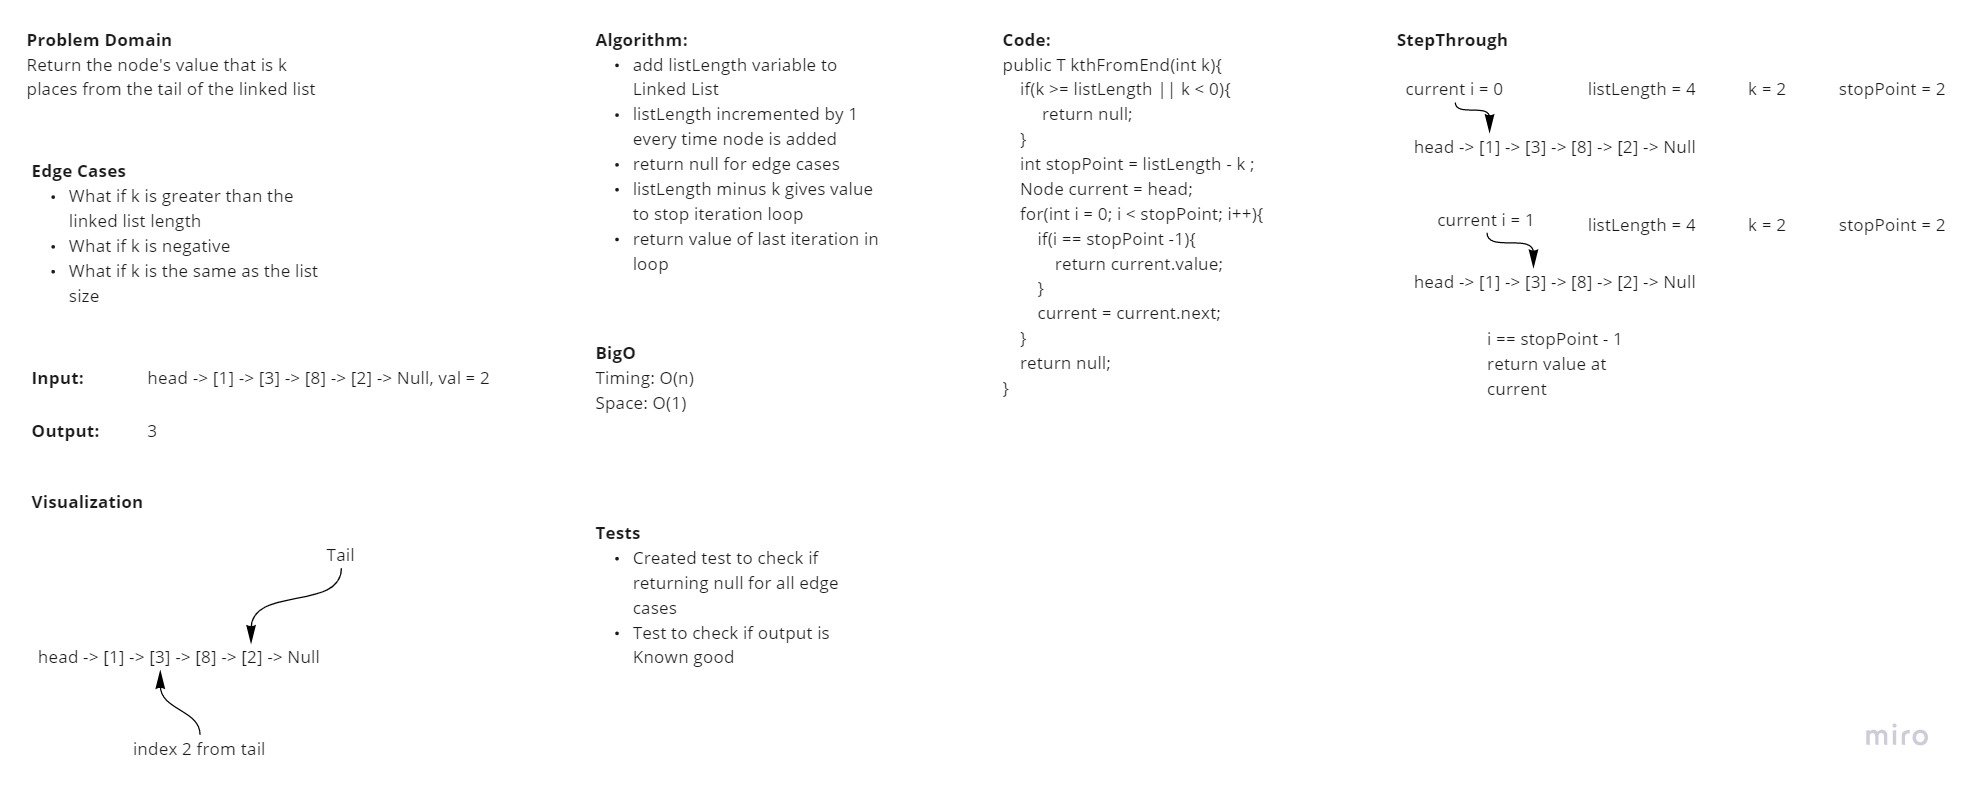 Problem Domain
Return the node's value that is k
places from the tail of the linked list
Edge Cases
• What if k is greater than the
linked list length
• What if k is negative
• What if k is the same as the list
size
Input: head -> [1] -> [3] -> [8] -> [2] -> Null, val = 2
Output: 3
Visualization
Tail
head -> [1] -> [3] -> [8] -> [2] -> Null
index 2 from tail
Algorithm:
• add listLength variable to
Linked List
• listLength incremented by 1
every time node is added
• return null for edge cases
• listLength minus k gives value
to stop iteration loop
• return value of last iteration in
loop
BigO
Timing: O(n)
Space: O(1)
Tests
• Created test to check if
returning null for all edge
cases
• Test to check if output is
Known good
Code:
public T kthFromEnd(int k){
if(k >= listLength || k < 0){
return null;
}
int stopPoint = listLength - k ;
Node current = head;
for(int i = 0; i < stopPoint; i++){
if(i == stopPoint -1){
return current.value;
}
current = current.next;
}
return null;
}
StepThrough
current i = 0 listLength = 4 k = 2 stopPoint = 2
head -> [1] -> [3] -> [8] -> [2] -> Null
current i = 1 listLength = 4 k = 2 stopPoint = 2
head -> [1] -> [3] -> [8] -> [2] -> Null
i == stopPoint - 1
return value at
current
miro